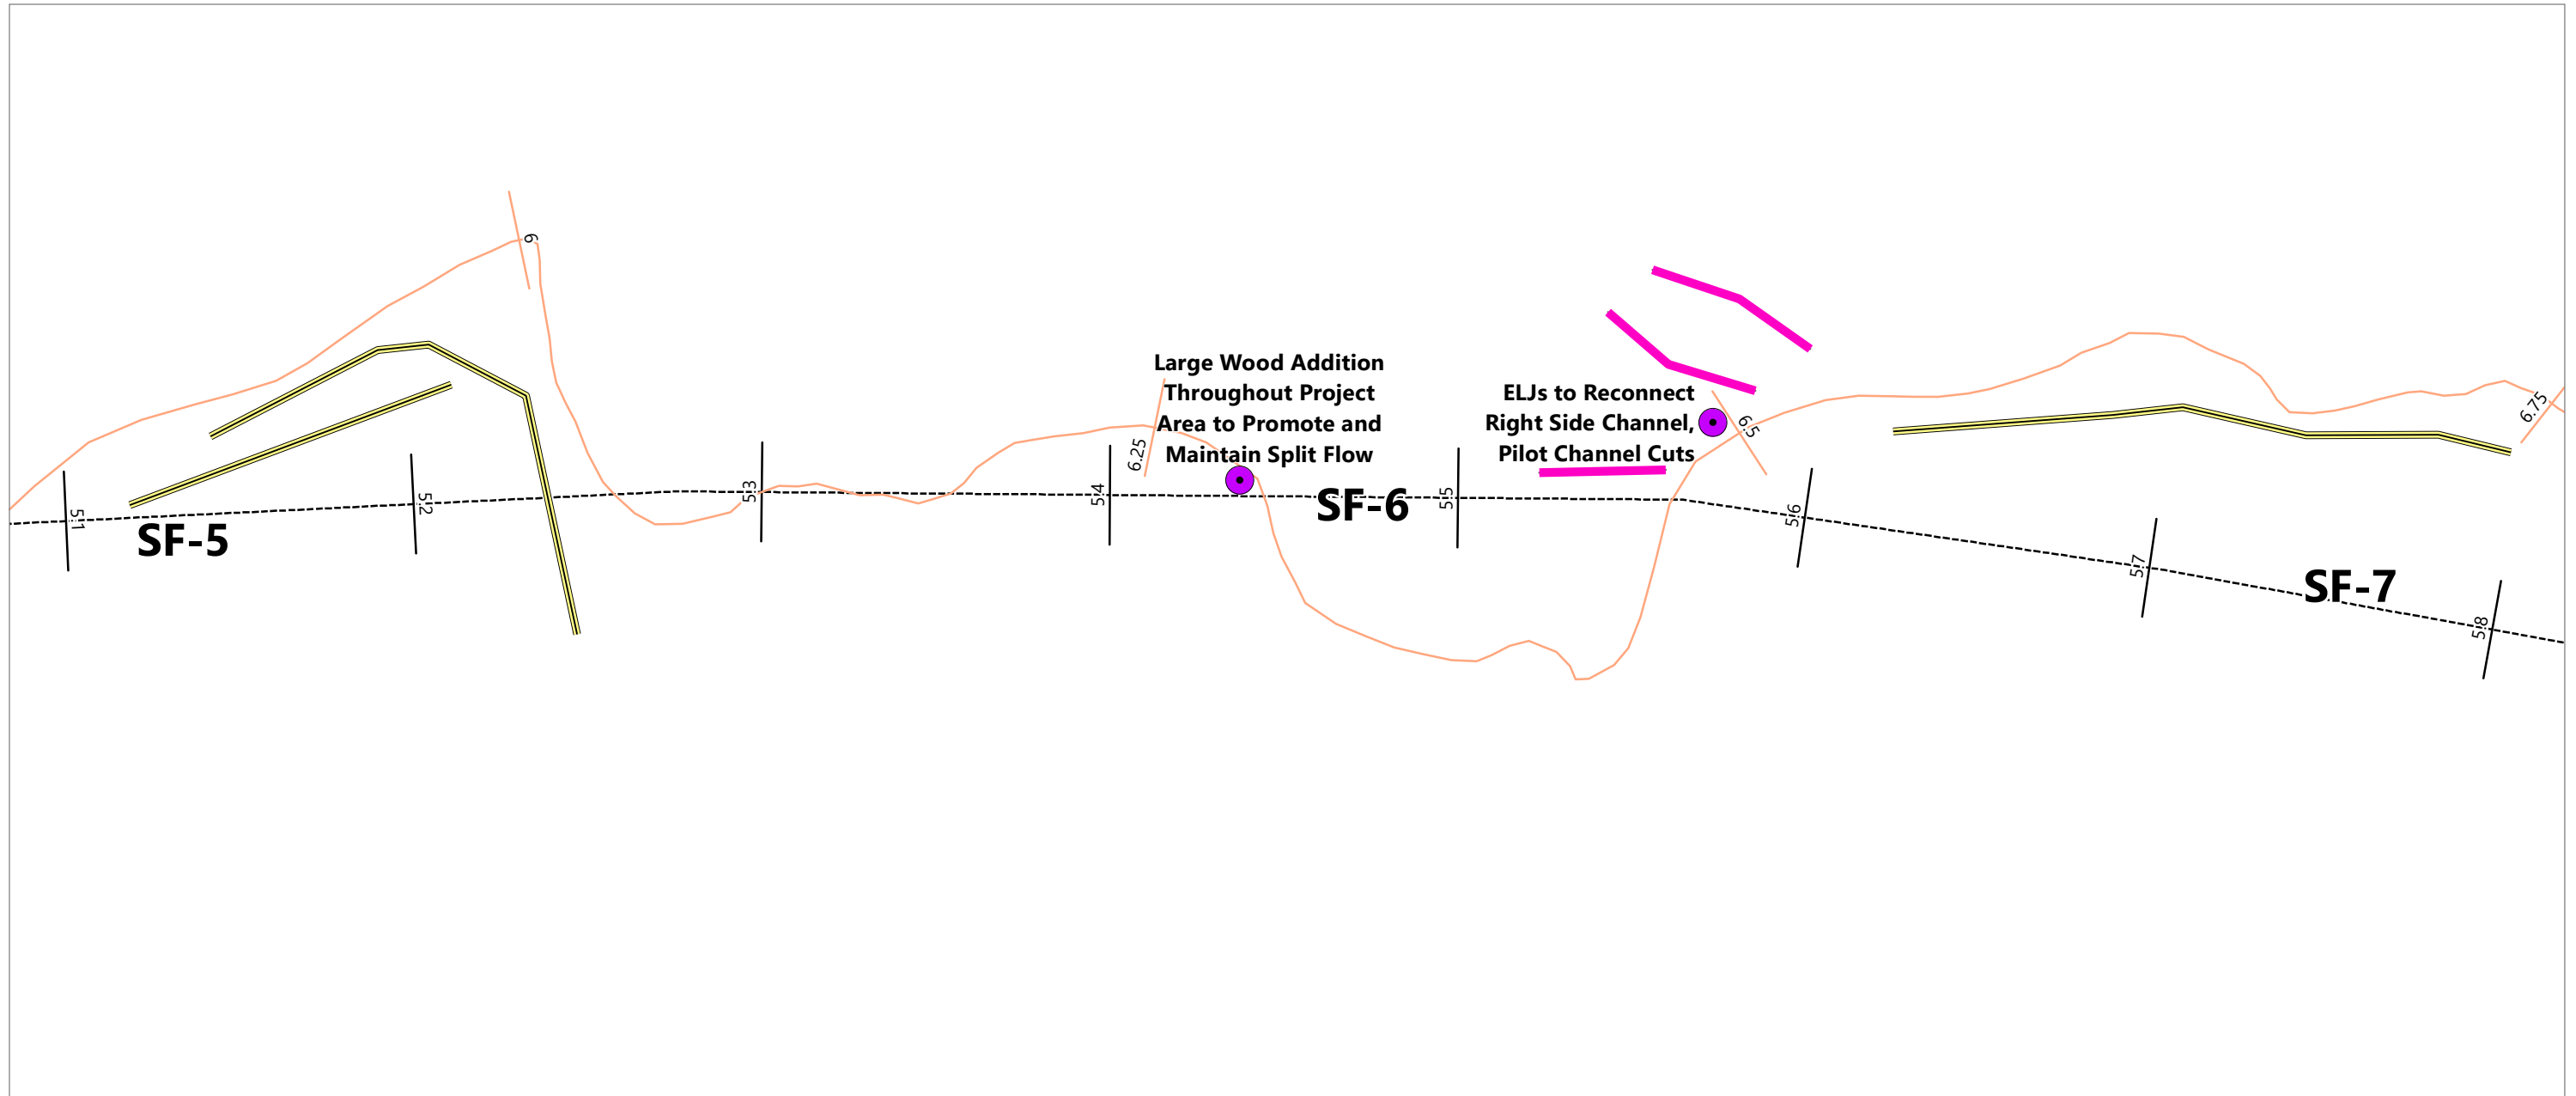 6
Large Wood Addition
Throughout Project
Area to Promote and
Maintain Split Flow
ELJs to Reconnect
Right Side Channel,
Pilot Channel Cuts
6.25
6.5
6.75
5.1
5.2
5.3
5.4
5.5
5.6
5.7
5.8
SF-5
SF-6
SF-7